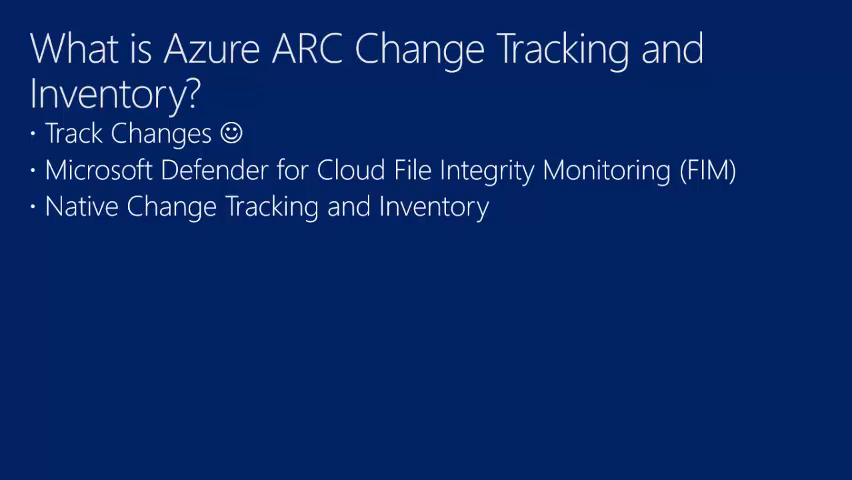 What is Azure ARC Change Tracking and
Inventory?
• Track Changes ☺
• Microsoft Defender for Cloud File Integrity Monitoring (FIM)
• Native Change Tracking and Inventory